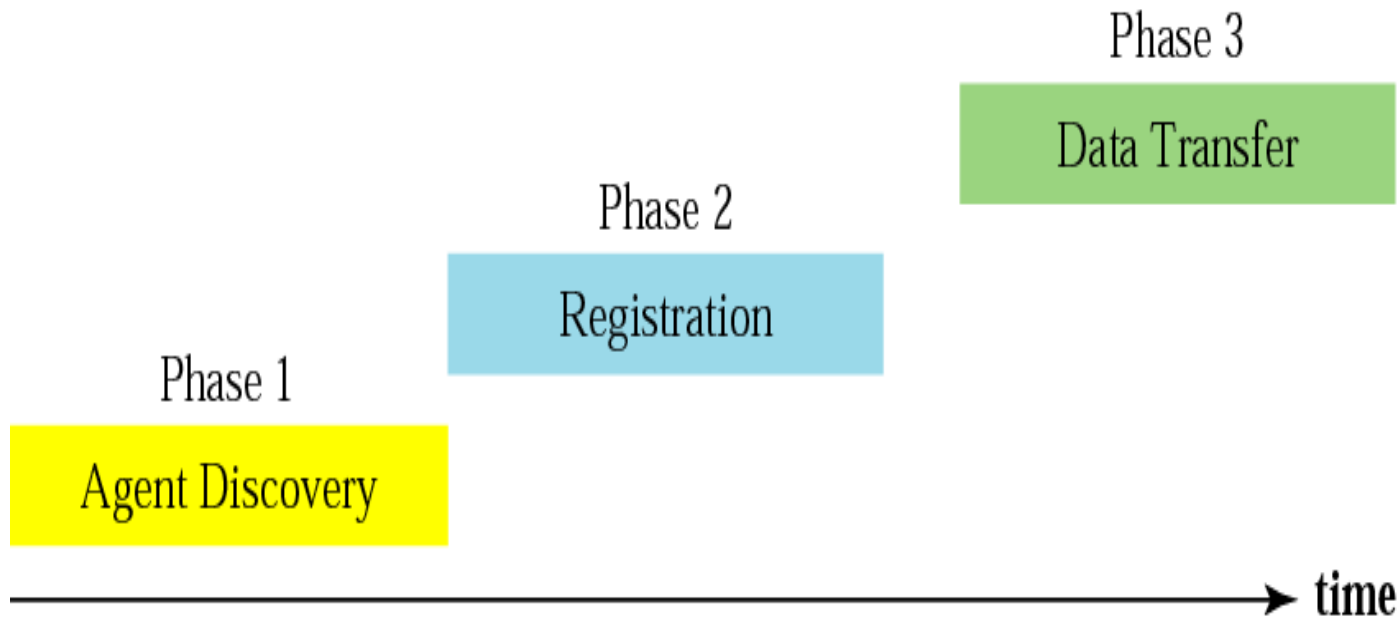 Phase 3
Data Transfer
Phase 2
Registration
Phase 1
Agent Discovery
time